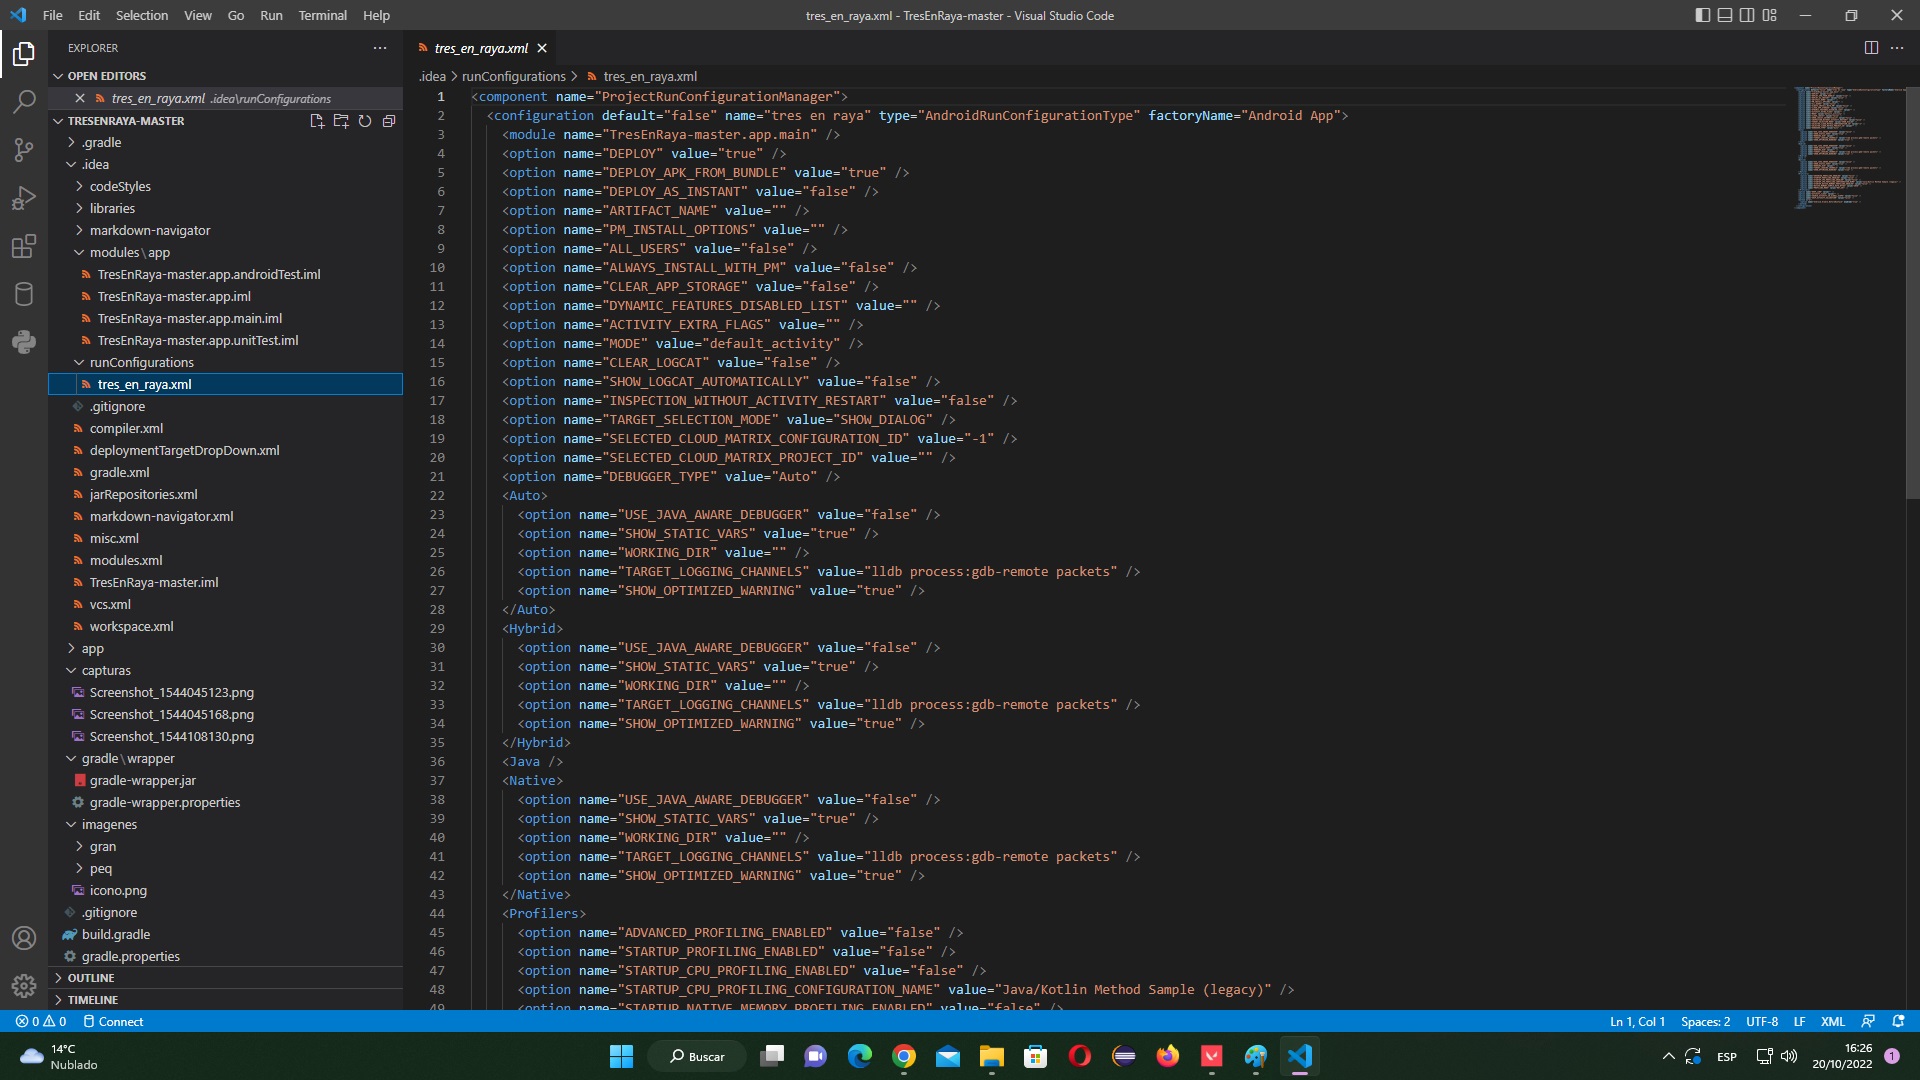 File Edit Selection View Go Run Terminal Help
tres_en_raya.xml - TresEnRaya-master - Visual Studio Code
EXPLORER
OPEN EDITORS
tres_en_raya.xml .idea\runConfigurations
TRESENRAYA-MASTER
.gradle
.idea
codeStyles
libraries
markdown-navigator
modules\app
TresEnRaya-master.app.androidTest.iml
TresEnRaya-master.app.iml
TresEnRaya-master.app.main.iml
TresEnRaya-master.app.unitTest.iml
runConfigurations
tres_en_raya.xml
.gitignore
compiler.xml
deploymentTargetDropDown.xml
gradle.xml
jarRepositories.xml
markdown-navigator.xml
misc.xml
modules.xml
TresEnRaya-master.iml
vcs.xml
workspace.xml
app
capturas
Screenshot_1544045123.png
Screenshot_1544045168.png
Screenshot_1544108130.png
gradle\wrapper
gradle-wrapper.jar
gradle-wrapper.properties
imagenes
gran
peq
icono.png
.gitignore
build.gradle
gradle.properties
OUTLINE
TIMELINE
tres_en_raya.xml
.idea > runConfigurations > tres_en_raya.xml
1 <component name="ProjectRunConfigurationManager">
2 <configuration default="false" name="tres en raya" type="AndroidRunConfigurationType" factoryName="Android App">
3 <module name="TresEnRaya-master.app.main" />
4 <option name="DEPLOY" value="true" />
5 <option name="DEPLOY_APK_FROM_BUNDLE" value="true" />
6 <option name="DEPLOY_AS_INSTANT" value="false" />
7 <option name="ARTIFACT_NAME" value="" />
8 <option name="PM_INSTALL_OPTIONS" value="" />
9 <option name="ALL_USERS" value="false" />
10 <option name="ALWAYS_INSTALL_WITH_PM" value="false" />
11 <option name="CLEAR_APP_STORAGE" value="false" />
12 <option name="DYNAMIC_FEATURES_DISABLED_LIST" value="" />
13 <option name="ACTIVITY_EXTRA_FLAGS" value="" />
14 <option name="MODE" value="default_activity" />
15 <option name="CLEAR_LOGCAT" value="false" />
16 <option name="SHOW_LOGCAT_AUTOMATICALLY" value="false" />
17 <option name="INSPECTION_WITHOUT_ACTIVITY_RESTART" value="false" />
18 <option name="TARGET_SELECTION_MODE" value="SHOW_DIALOG" />
19 <option name="SELECTED_CLOUD_MATRIX_CONFIGURATION_ID" value="-1" />
20 <option name="SELECTED_CLOUD_MATRIX_PROJECT_ID" value="" />
21 <option name="DEBUGGER_TYPE" value="Auto" />
22 <Auto>
23 <option name="USE_JAVA_AWARE_DEBUGGER" value="false" />
24 <option name="SHOW_STATIC_VARS" value="true" />
25 <option name="WORKING_DIR" value="" />
26 <option name="TARGET_LOGGING_CHANNELS" value="lldb process:gdb-remote packets" />
27 <option name="SHOW_OPTIMIZED_WARNING" value="true" />
28 </Auto>
29 <Hybrid>
30 <option name="USE_JAVA_AWARE_DEBUGGER" value="false" />
31 <option name="SHOW_STATIC_VARS" value="true" />
32 <option name="WORKING_DIR" value="" />
33 <option name="TARGET_LOGGING_CHANNELS" value="lldb process:gdb-remote packets" />
34 <option name="SHOW_OPTIMIZED_WARNING" value="true" />
35 </Hybrid>
36 <Java />
37 <Native>
38 <option name="USE_JAVA_AWARE_DEBUGGER" value="false" />
39 <option name="SHOW_STATIC_VARS" value="true" />
40 <option name="WORKING_DIR" value="" />
41 <option name="TARGET_LOGGING_CHANNELS" value="lldb process:gdb-remote packets" />
42 <option name="SHOW_OPTIMIZED_WARNING" value="true" />
43 </Native>
44 <Profilers>
45 <option name="ADVANCED_PROFILING_ENABLED" value="false" />
46 <option name="STARTUP_PROFILING_ENABLED" value="false" />
47 <option name="STARTUP_CPU_PROFILING_ENABLED" value="false" />
48 <option name="STARTUP_CPU_PROFILING_CONFIGURATION_NAME" value="Java/Kotlin Method Sample (legacy)" />
49 <option name="STARTUP_NATIVE_MEMORY_PROFILING_ENABLED" value="false" />
0 0 Connect
Ln 1, Col 1 Spaces: 2 UTF-8 LF XML
14°C
Nublado
Buscar
ESP
16:26
20/10/2022
1